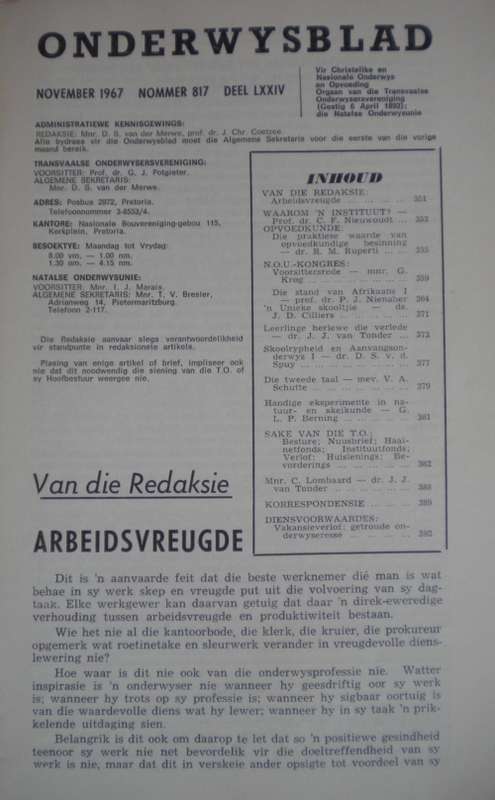 ONDERWYSBLAD
NOVEMBER 1967 NOMMER 817 DEEL LXXIV
Vir Christelike en
Nasionale Onderwys
en Opvoeding
Orgaan van die Transvaalse
Onderwysersvereniging
(Gestig 6 April 1893);
die Natalse Onderwysunie
ADMINISTRATIEWE KENNISGEWINGS:
REDAKSIE: Mnr. D. S. van der Merwe, prof. dr. J. Chr. Coetzee.
Alle bydraes vir die Onderwysblad moet die Algemene Sekretaris voor die eerste van die vorige
maand bereik.
TRANSVAALSE ONDERWYSERSVERENIGING:
VOORSITTER: Prof. dr. G. J. Potgieter.
ALGEMENE SEKRETARIS:
Mnr. D. S. van der Merwe.
ADRES: Posbus 2972, Pretoria.
Telefoonnommer 3-8553/4.
KANTORE: Nasionale Bouvereniging-gebou 115,
Kerkplein, Pretoria.
BESOEKTYE: Maandag tot Vrydag:
8.00 vm. — 1.00 nm.
1.30 nm. — 4.15 nm.
NATALSE ONDERWYSUNIE:
VOORSITTER: Mnr. I. J. Marais.
ALGEMENE SEKRETARIS: Mnr. T. V. Bresler,
Adrianweg 14, Pietermaritzburg.
Telefoon 2-117.
Die Redaksie aanvaar slegs verantwoordelikheid
vir standpunte in redaksionele artikels.
Plasing van enige artikel of brief, impliseer ook
nie dat dit noodwendig die siening van die T.O. of
sy Hoofbestuur weergee nie.
INHOUD
VAN DIE REDAKSIE:
Arbeidsvreugde ... ... ... ... 351
WAAROM 'N INSTITUUT? —
Prof. dr. C. F. Nieuwoudt ... 353
OPVOEDKUNDE:
Die praktiese waarde van
opvoedkundige besinning
— dr. R. M. Ruperti ... ... 355
N.O.U.-KONGRES:
Voorsittersrede — mnr. G.
Krog ... ... ... ... ... 359
Die stand van Afrikaans I
— prof. dr. P. J. Nienaber 364
'n Unieke skooltjie — ds.
J. D. Cilliers ... ... ... ... 371
Leerlinge herlewe die verlede
— dr. J. J. van Tonder ... 373
Skoolrypheid en Aanvangson-
derwys I — dr. D. S. v. d.
Spuy ... ... ... ... ... 377
Die tweede taal — mev. V. A.
Schutte ... ... ... ... ... 379
Handige eksperimente in na-
tuur- en skeikunde — G.
L. P. Berning ... ... ... ... 381
SAKE VAN DIE T.O.:
Besture; Nuusbrief; Haai-
netfonds; Instituutfonds;
Verlof; Huislenings; Be-
vorderings ... ... ... ... 382
Mnr. C. Lombaard — dr. J. J.
van Tonder ... ... ... ...
KORRESPONDENSIE ... ... ... 389
DIENSVOORWAARDES:
Vakansieverlof: getroude on-
derwyseresse ... ... ... 392
Van die Redaksie
ARBEIDSVREUGDE
Dit is 'n aanvaarde feit dat die beste werknemer dié man is wat
behae in sy werk skep en vreugde put uit die volvoering van sy dag-
taak. Elke werkgewer kan daarvan getuig dat daar 'n direk-eweredige
verhouding tussen arbeidsvreugde en produktiwiteit bestaan.
Wie het nie al die kantoorbode, die klerk, die kruier, die prokureur
opgemerk wat roetinetake en sleurwerk verander in vreugdevolle diens-
lewering nie?
Hoe waar is dit nie ook van die onderwysprofessie nie. Watter
inspirasie is 'n onderwyser nie wanneer hy geesdriftig oor sy werk
is; wanneer hy trots op sy professie is; wanneer hy sigbaar oortuig is
van die waardevolle diens wat hy lewer; wanneer hy in sy taak 'n prik-
kelende uitdaging sien.
Belangrik is dit ook om daarop te let dat so 'n positiewe gesindheid
teenoor sy werk nie net bevordelik vir die doeltreffendheid van sy
werk is nie, maar dat dit in verskeie ander opsigte tot voordeel van sy